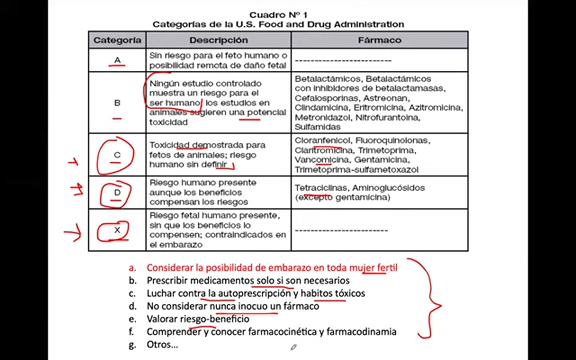 Cuadro Nº 1
Categorías de la U.S. Food and Drug Administration
Categoría Descripción Fármaco
A
Sin riesgo para el feto humano o
posibilidad remota de daño fetal
------------------------
B
Ningún estudio controlado
muestra un riesgo para el
ser humano, los estudios en
animales sugieren una potencial
toxicidad
Betalactámicos, Betalactámicos
con inhibidores de betalactamasas,
Cefalosporinas, Astreonan,
Clindamicina, Eritromicina, Azitromicina,
Metronidazol, Nitrofurantoína,
Sulfamidas
C
Toxicidad demostrada para
fetos de animales; riesgo
humano sin definir
Cloranfenicol, Fluoroquinolonas,
Claritromicina, Trimetoprima,
Vancomicina, Gentamicina,
Trimetoprima-sulfametoxazol
D
Riesgo humano presente
aunque los beneficios
compensan los riesgos
Tetraciclinas, Aminoglucósidos
(excepto gentamicina)
X
Riesgo fetal humano presente,
sin que los beneficios lo
compensen; contraindicados en
el embarazo
-----------------------
a. Considerar la posibilidad de embarazo en toda mujer fertil
b. Prescribir medicamentos solo si son necesarios
c. Luchar contra la autoprescripción y habitos tóxicos
d. No considerar nunca inocuo un fármaco
e. Valorar riesgo-beneficio
f. Comprender y conocer farmacocinética y farmacodinamia
g. Otros...